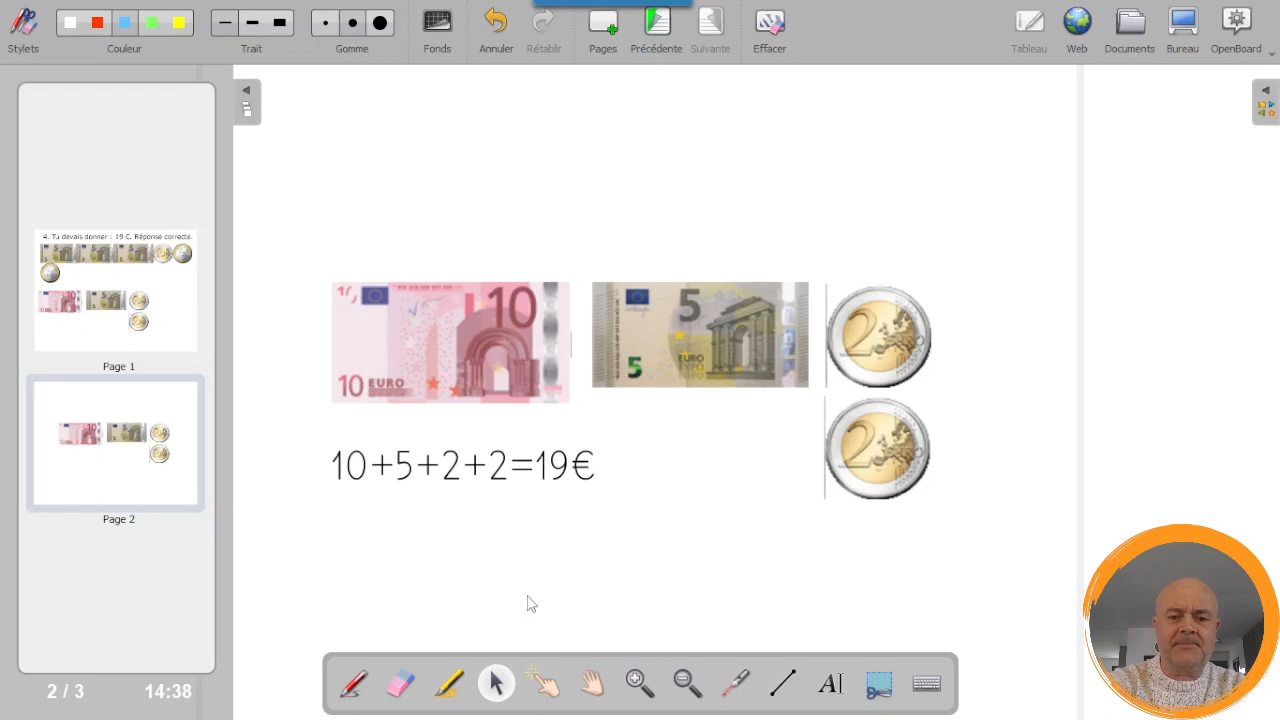 Stylets Couleur Trait Gomme Fonds Annuler Rétablir Pages Précédente Suivante Effacer Tableau Web Documents Bureau OpenBoard
4. Tu devais donner : 19 €. Réponse correcte.
Page 1
Page 2
2 / 3 14:38
10 10 EURO
5 5 EURO
2
2
10+5+2+2=19€